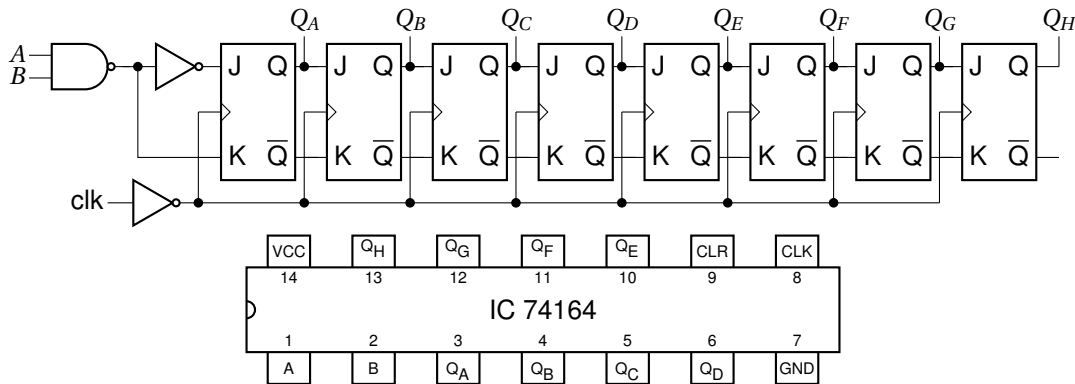 Q_A Q_B Q_C Q_D Q_E Q_F Q_G Q_H
A
B
J Q J Q J Q J Q J Q J Q J Q J Q
K Q̅ K Q̅ K Q̅ K Q̅ K Q̅ K Q̅ K Q̅ K Q̅
clk
VCC Q_H Q_G Q_F Q_E CLR CLK
14 13 12 11 10 9 8
IC 74164
1 2 3 4 5 6 7
A B Q_A Q_B Q_C Q_D GND